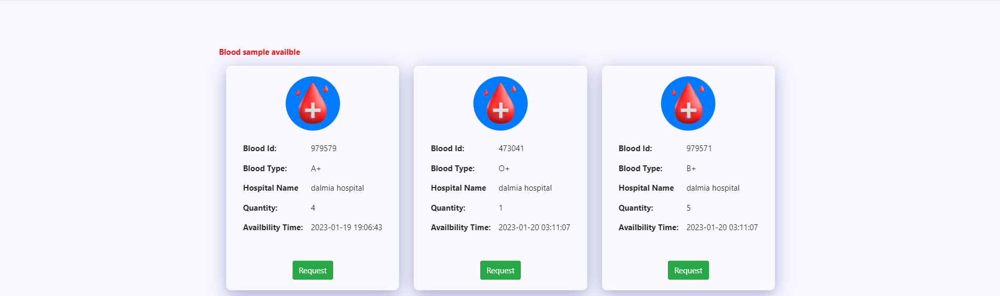 Blood sample availble
Blood Id: 979579
Blood Type: A+
Hospital Name dalmia hospital
Quantity: 4
Availbility Time: 2023-01-19 19:06:43
Request
Blood Id: 473041
Blood Type: O+
Hospital Name dalmia hospital
Quantity: 1
Availbility Time: 2023-01-20 03:11:07
Request
Blood Id: 979571
Blood Type: B+
Hospital Name dalmia hospital
Quantity: 5
Availbility Time: 2023-01-20 03:11:07
Request